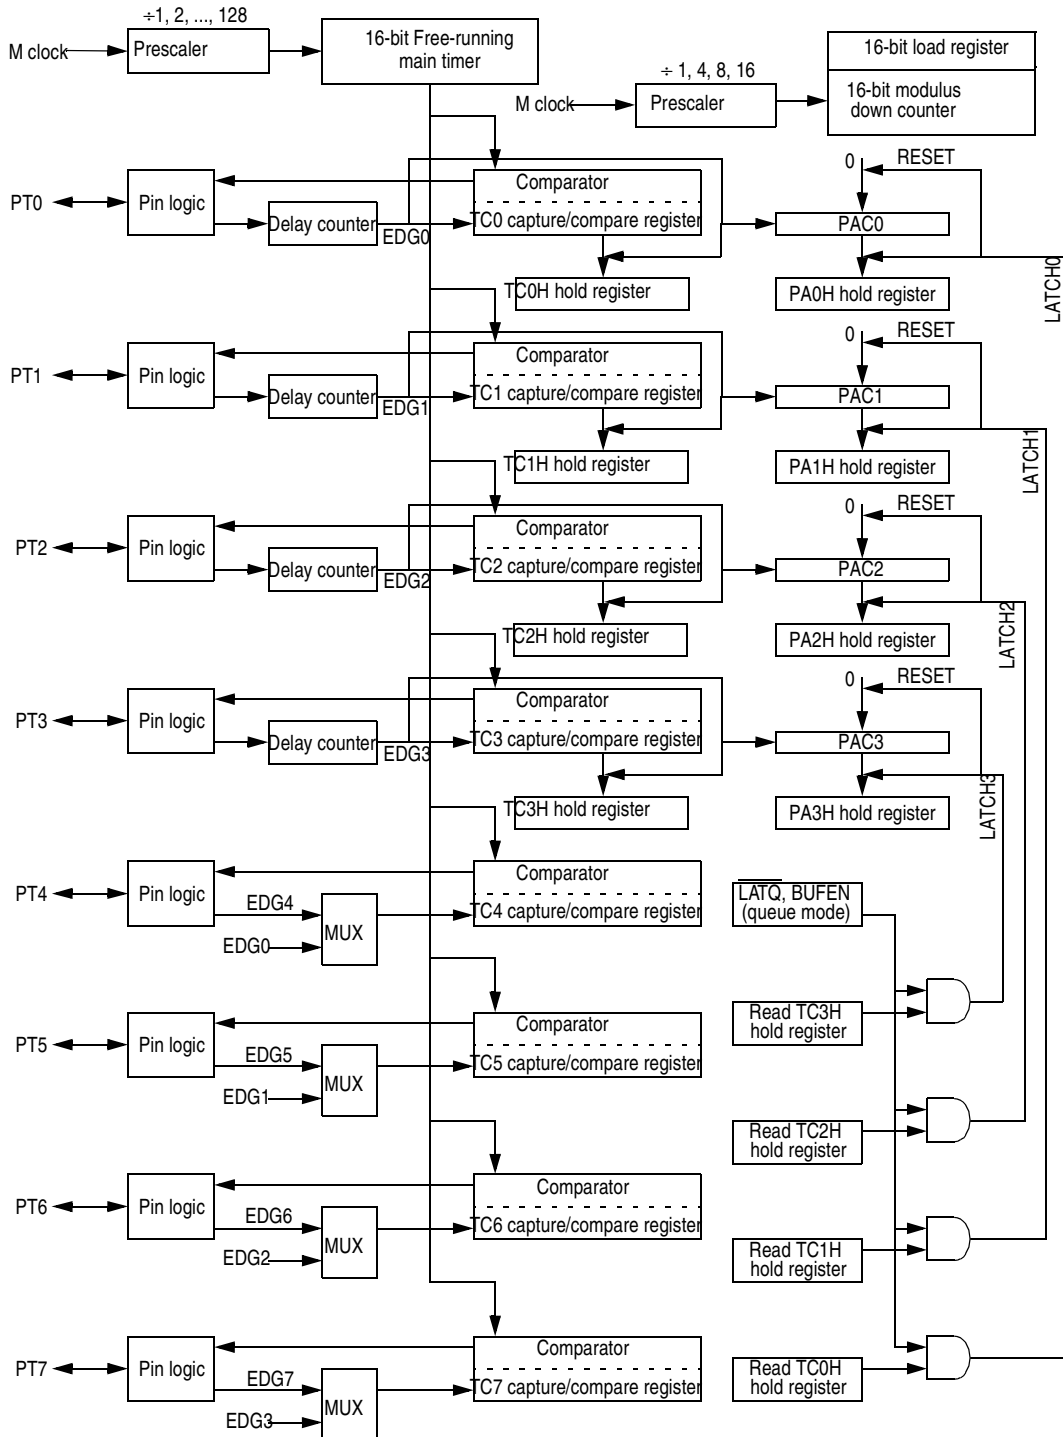 ÷1, 2, ..., 128
M clock
Prescaler
16-bit Free-running
main timer
÷ 1, 4, 8, 16
M clock
Prescaler
16-bit load register
16-bit modulus
down counter
PT0
Pin logic
Delay counter
EDG0
Comparator
TC0 capture/compare register
TC0H hold register
0
RESET
PAC0
PA0H hold register
LATCH0
PT1
Pin logic
Delay counter
EDG1
Comparator
TC1 capture/compare register
TC1H hold register
0
RESET
PAC1
PA1H hold register
LATCH1
PT2
Pin logic
Delay counter
EDG2
Comparator
TC2 capture/compare register
TC2H hold register
0
RESET
PAC2
PA2H hold register
LATCH2
PT3
Pin logic
Delay counter
EDG3
Comparator
TC3 capture/compare register
TC3H hold register
0
RESET
PAC3
PA3H hold register
LATCH3
PT4
Pin logic
EDG4
EDG0
MUX
Comparator
TC4 capture/compare register
LATQ, BUFEN
(queue mode)
PT5
Pin logic
EDG5
EDG1
MUX
Comparator
TC5 capture/compare register
Read TC3H
hold register
Read TC2H
hold register
PT6
Pin logic
EDG6
EDG2
MUX
Comparator
TC6 capture/compare register
Read TC1H
hold register
PT7
Pin logic
EDG7
EDG3
MUX
Comparator
TC7 capture/compare register
Read TC0H
hold register